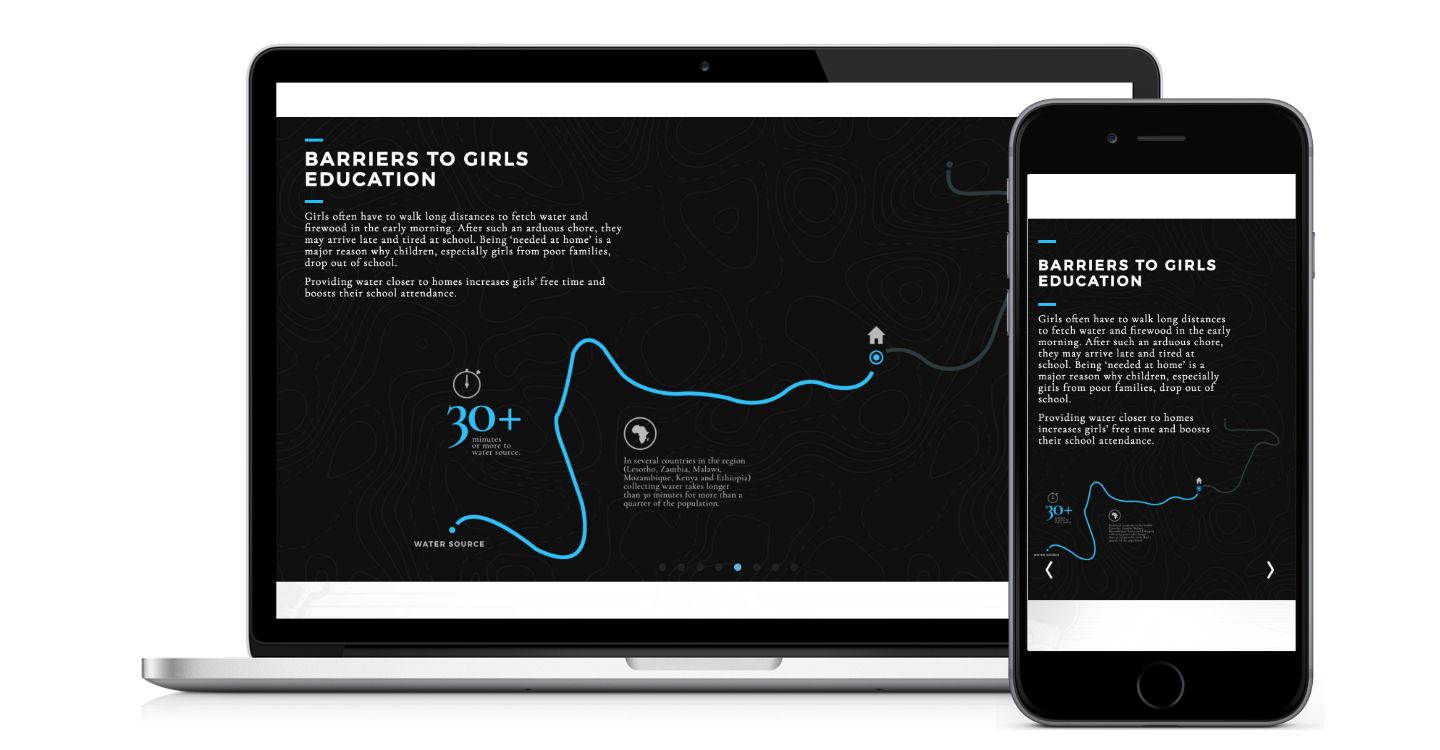 BARRIERS TO GIRLS
EDUCATION
Girls often have to walk long distances to fetch water and
firewood in the early morning. After such an arduous chore, they
may arrive late and tired at school. Being ‘needed at home’ is a
major reason why children, especially girls from poor families,
drop out of school.
Providing water closer to homes increases girls’ free time and
boosts their school attendance.
30+
minutes
or more to
water source.
In several countries in the region
(Lesotho, Zambia, Malawi,
Mozambique, Kenya and Ethiopia)
collecting water takes longer
than 30 minutes for more than a
quarter of the population.
WATER SOURCE
BARRIERS TO GIRLS
EDUCATION
Girls often have to walk long distances
to fetch water and firewood in the early
morning. After such an arduous chore,
they may arrive late and tired at
school. Being ‘needed at home’ is a
major reason why children, especially
girls from poor families, drop out of
school.
Providing water closer to homes
increases girls’ free time and boosts
their school attendance.
30+
WATER SOURCE